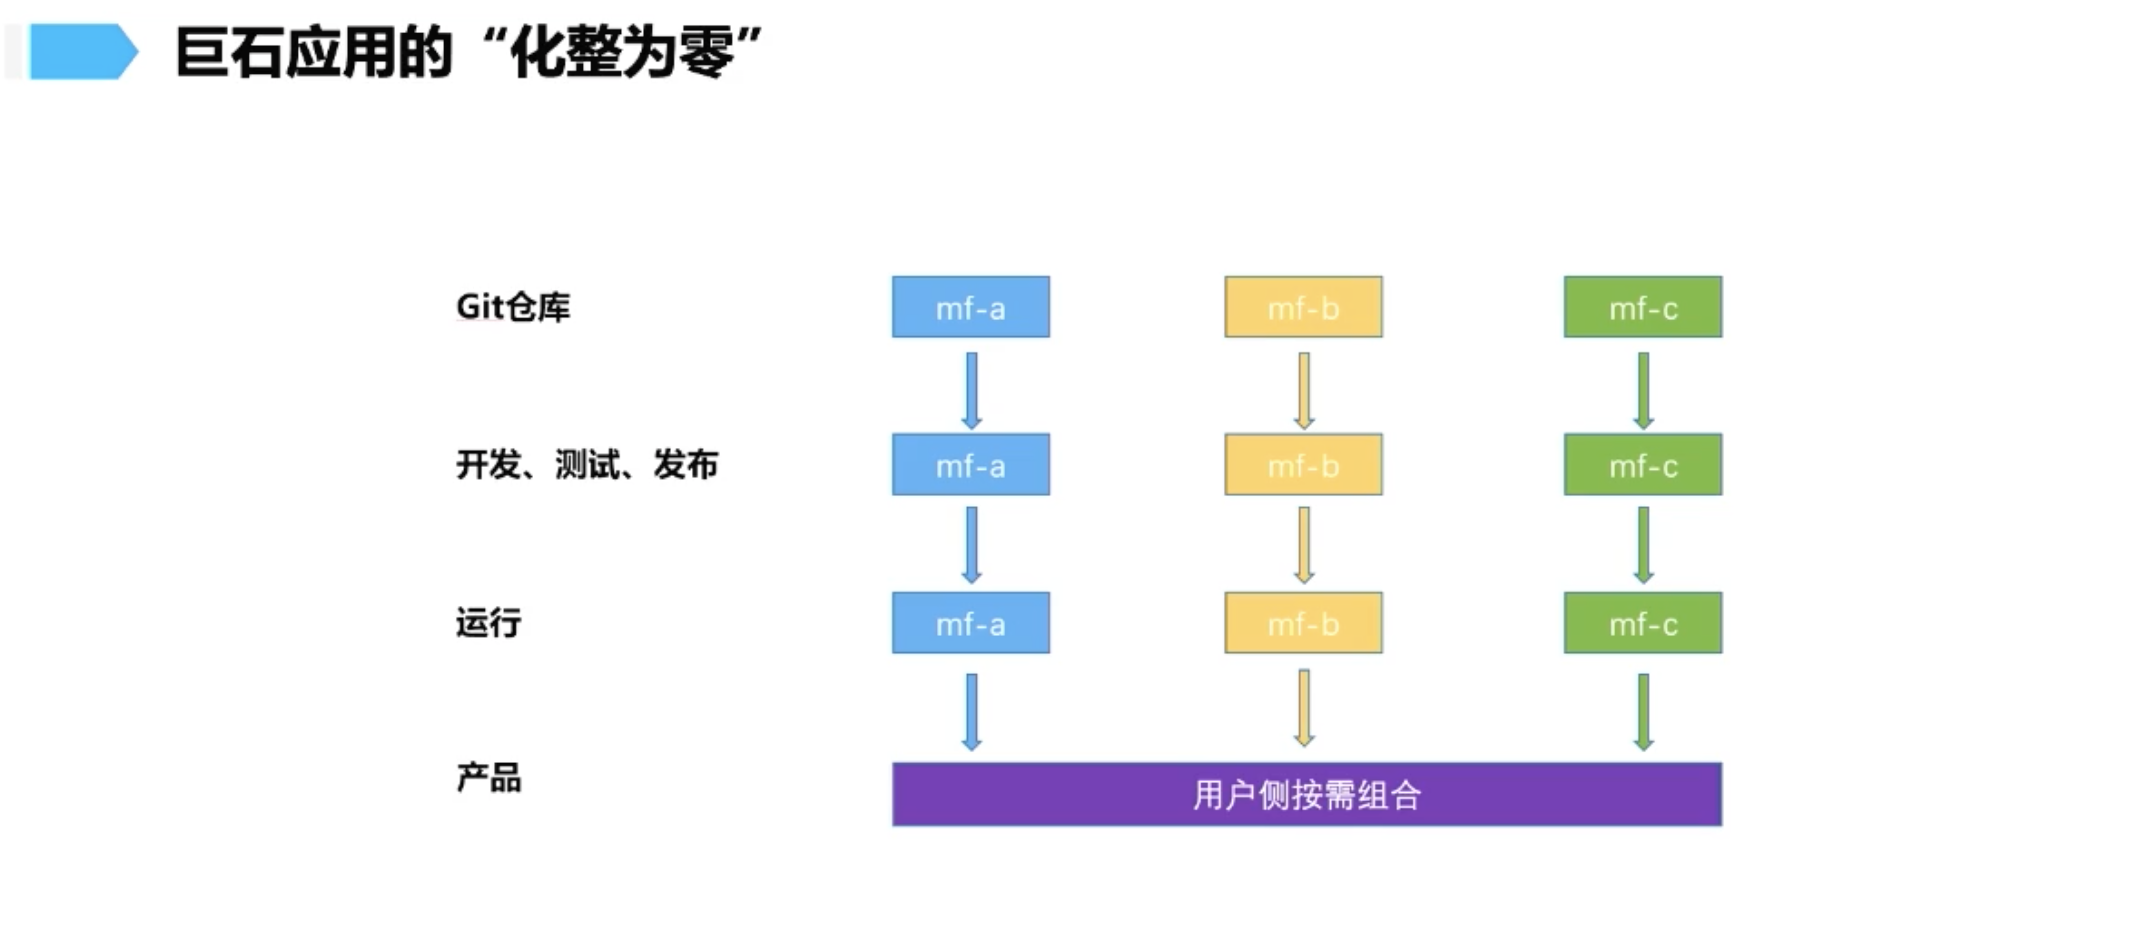 巨石应用的“化整为零”
Git仓库
mf-a
mf-b
mf-c
开发、测试、发布
mf-a
mf-b
mf-c
运行
mf-a
mf-b
mf-c
产品
用户侧按需组合